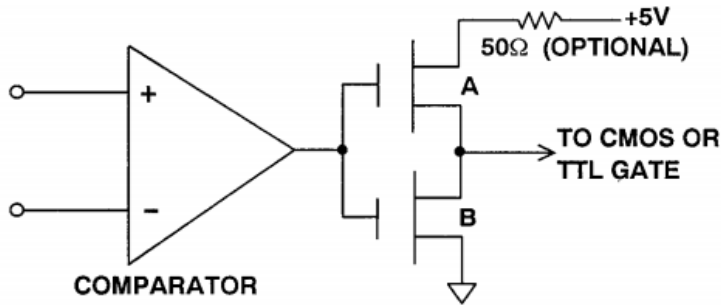 +5V
50Ω (OPTIONAL)
+
A
TO CMOS OR
TTL GATE
−
B
COMPARATOR